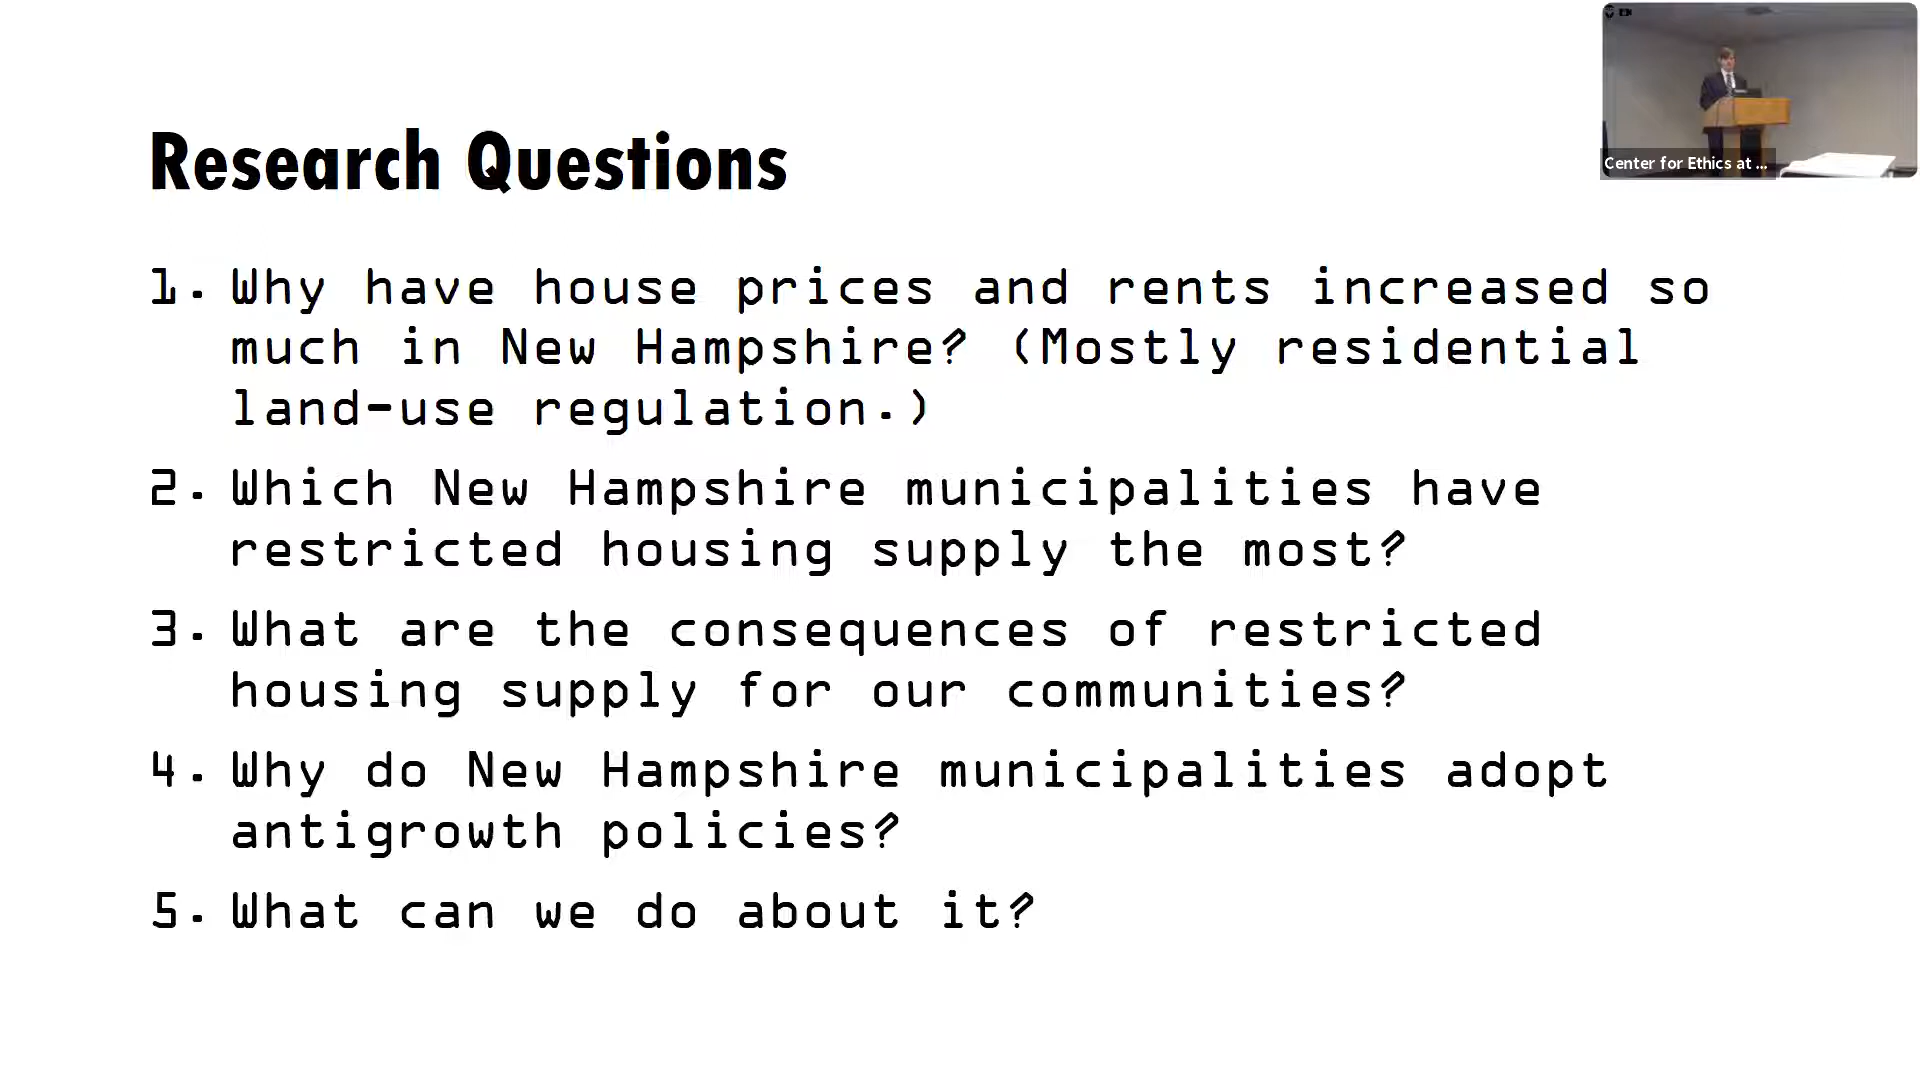 Research Questions
Center for Ethics at ...
1. Why have house prices and rents increased so
much in New Hampshire? (Mostly residential
land-use regulation.)
2. Which New Hampshire municipalities have
restricted housing supply the most?
3. What are the consequences of restricted
housing supply for our communities?
4. Why do New Hampshire municipalities adopt
antigrowth policies?
5. What can we do about it?